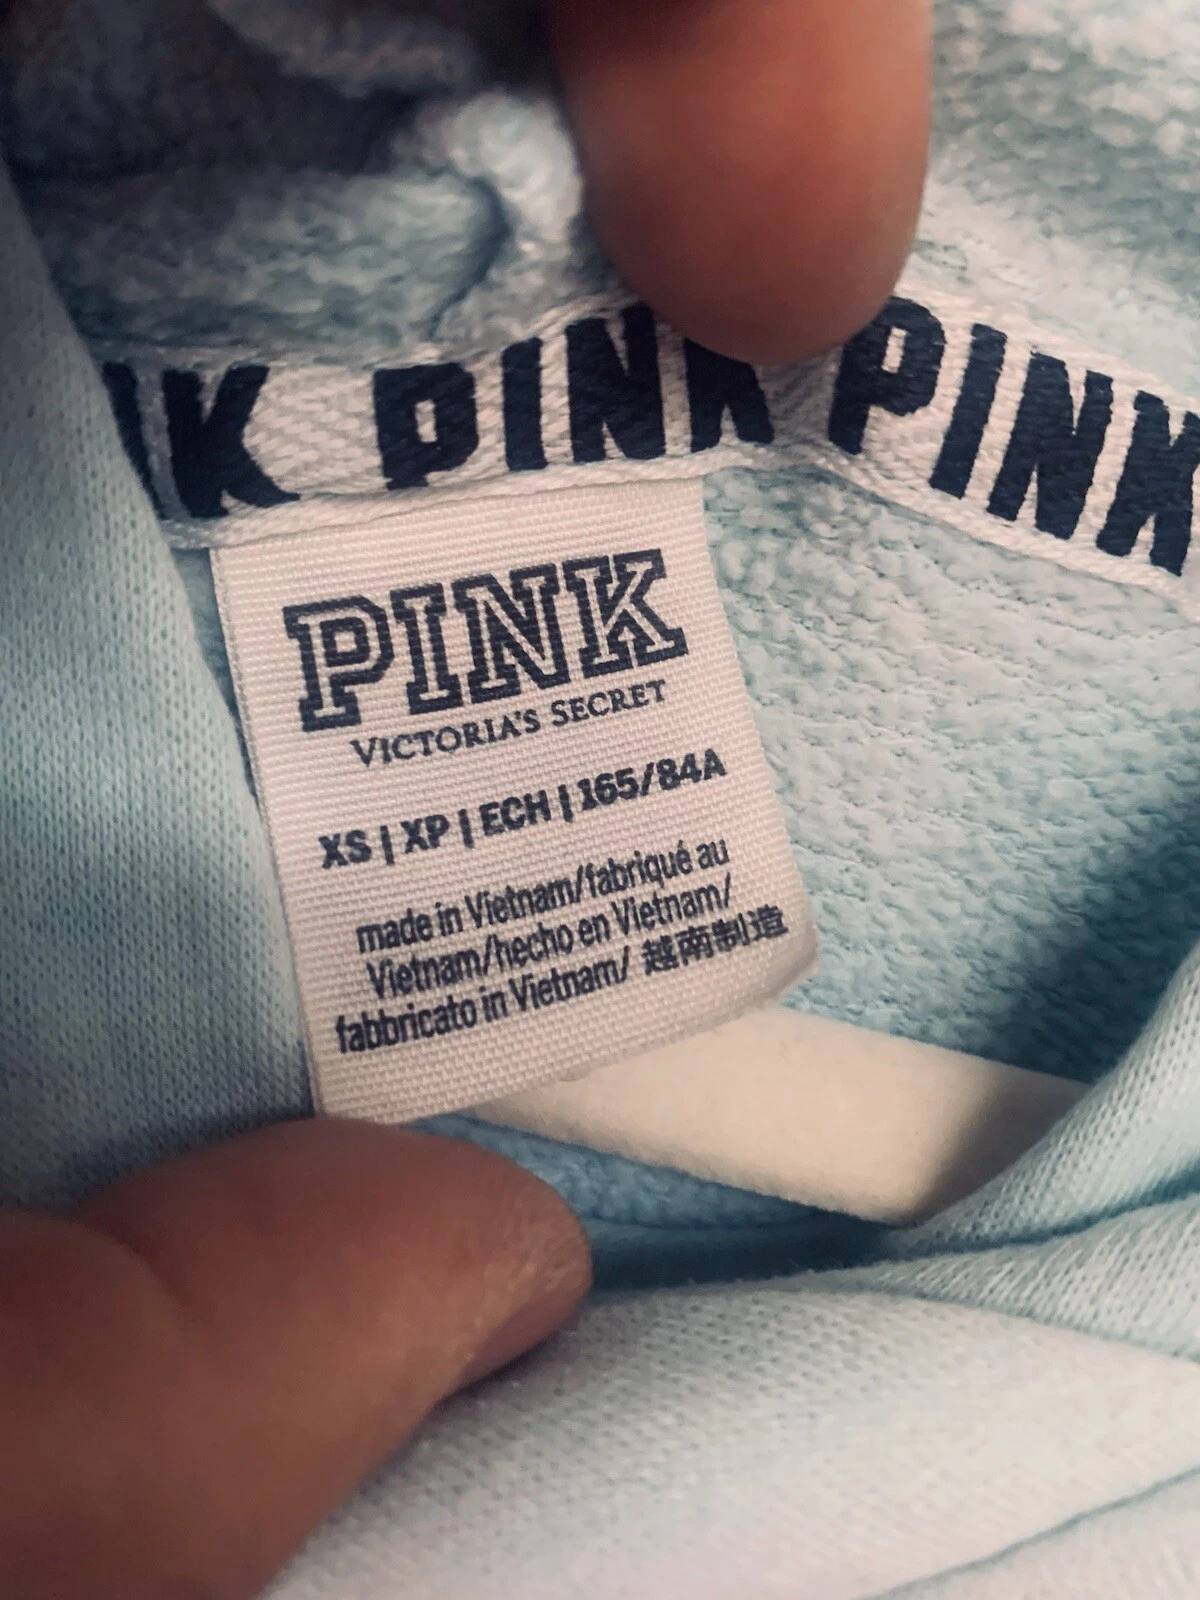 NK PINK PINK
PINK
VICTORIA'S SECRET
XS | XP | ECH | 165/84A
made in Vietnam/fabriqué au
Vietnam/hecho en Vietnam/
fabbricato in Vietnam/ 越南制造